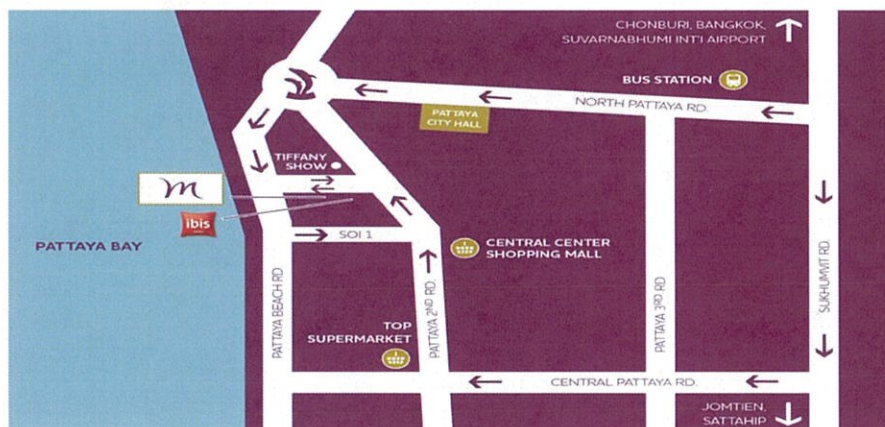 CHONBURI, BANGKOK,
SUVARNABHUMI INT'L AIRPORT
BUS STATION
NORTH PATTAYA RD.
PATTAYA
CITY HALL
TIFFANY
SHOW
m
ibis
PATTAYA BAY
SOI 1
CENTRAL CENTER
SHOPPING MALL
PATTAYA BEACH RD
PATTAYA 2ND RD.
PATTAYA 3RD RD.
SUKHUMVIT RD.
TOP
SUPERMARKET
CENTRAL PATTAYA RD.
JOMTIEN,
SATTAHIP